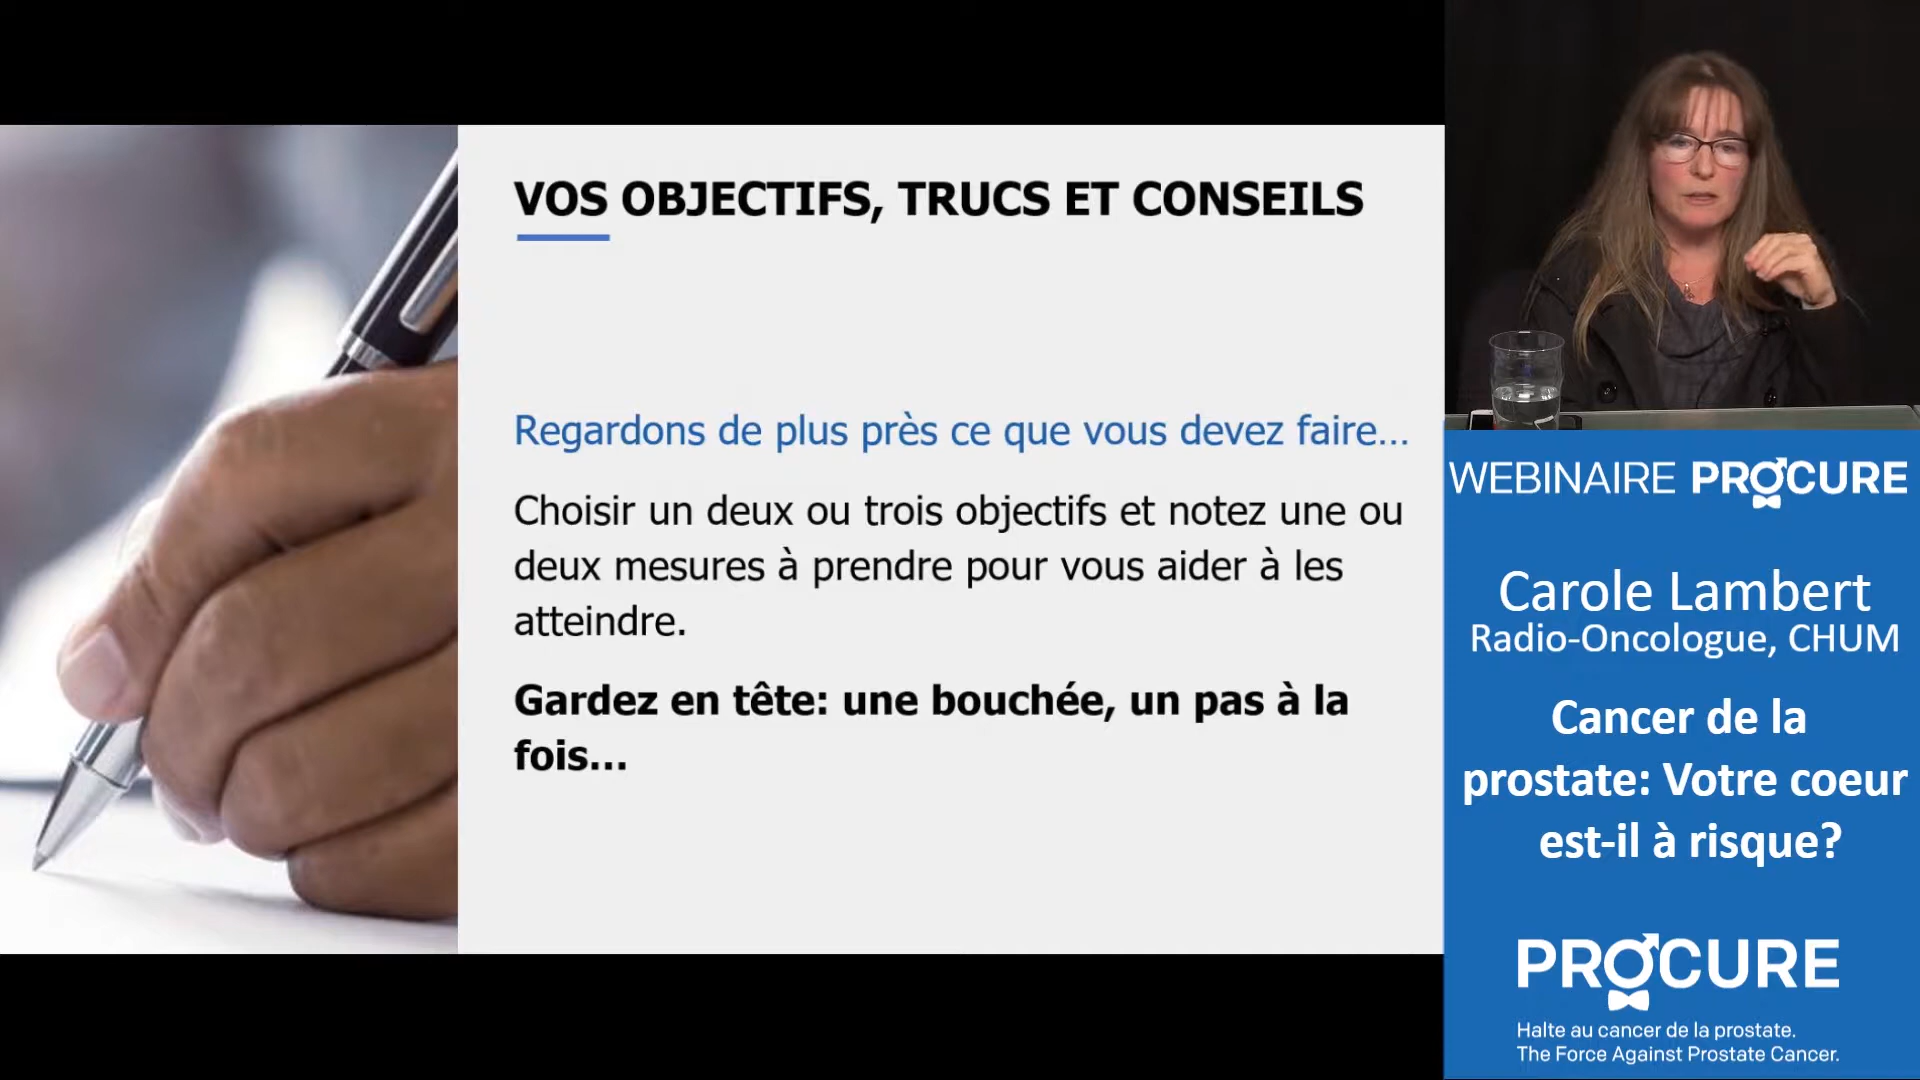 VOS OBJECTIFS, TRUCS ET CONSEILS
Regardons de plus près ce que vous devez faire...
Choisir un deux ou trois objectifs et notez une ou
deux mesures à prendre pour vous aider à les
atteindre.
Gardez en tête: une bouchée, un pas à la
fois...
WEBINAIRE PROCURE
Carole Lambert
Radio-Oncologue, CHUM
Cancer de la
prostate: Votre coeur
est-il à risque?
PROCURE
Halte au cancer de la prostate.
The Force Against Prostate Cancer.